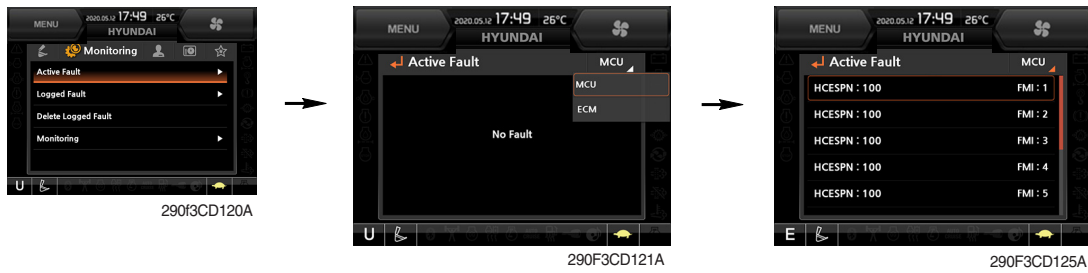 MENU
2020.05.12 17:49 26°C
HYUNDAI
Monitoring
Active Fault
Logged Fault
Delete Logged Fault
Monitoring
U
290f3CD120A
MENU
2020.05.12 17:49 26°C
HYUNDAI
Active Fault MCU
MCU
ECM
No Fault
U
290F3CD121A
MENU
2020.05.12 17:49 26°C
HYUNDAI
Active Fault MCU
HCESPN : 100 FMI : 1
HCESPN : 100 FMI : 2
HCESPN : 100 FMI : 3
HCESPN : 100 FMI : 4
HCESPN : 100 FMI : 5
E
290F3CD125A